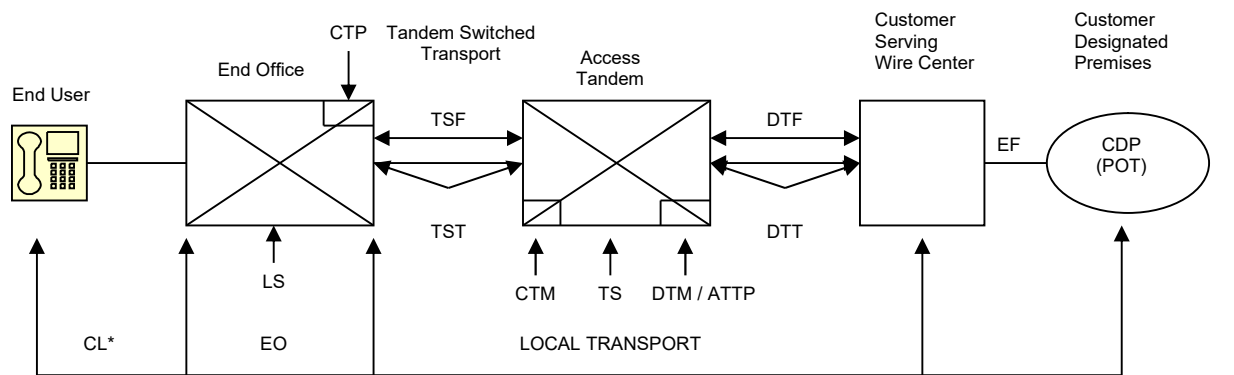 Customer
Serving
Wire Center
Customer
Designated
Premises
CTP
Tandem Switched
Transport
Access
Tandem
End Office
End User
TSF
DTF
EF
CDP
(POT)
TST
DTT
LS
CTM
TS
DTM / ATTP
CL*
EO
LOCAL TRANSPORT